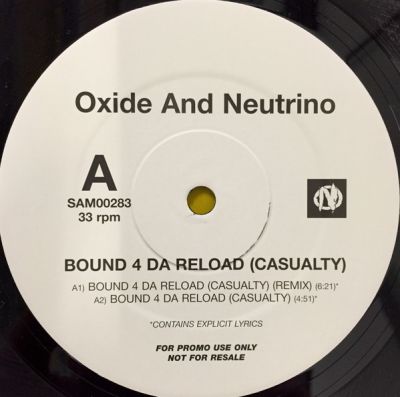 Oxide And Neutrino
A
SAM00283
33 rpm
BOUND 4 DA RELOAD (CASUALTY)
A1) BOUND 4 DA RELOAD (CASUALTY) (REMIX) (6:21)*
A2) BOUND 4 DA RELOAD (CASUALTY) (4:51)*
*CONTAINS EXPLICIT LYRICS
FOR PROMO USE ONLY
NOT FOR RESALE